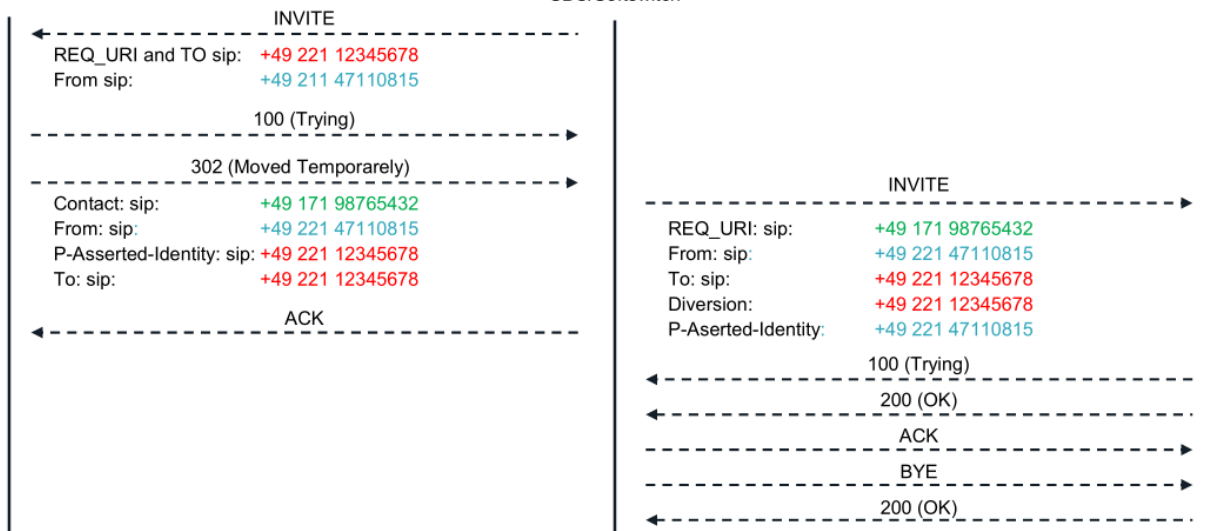 INVITE
REQ_URI and TO sip: +49 221 12345678
From sip: +49 211 47110815
100 (Trying)
302 (Moved Temporarely)
Contact: sip: +49 171 98765432
From: sip: +49 221 47110815
P-Asserted-Identity: sip: +49 221 12345678
To: sip: +49 221 12345678
ACK
INVITE
REQ_URI: sip: +49 171 98765432
From: sip: +49 221 47110815
To: sip: +49 221 12345678
Diversion: +49 221 12345678
P-Aserted-Identity: +49 221 47110815
100 (Trying)
200 (OK)
ACK
BYE
200 (OK)